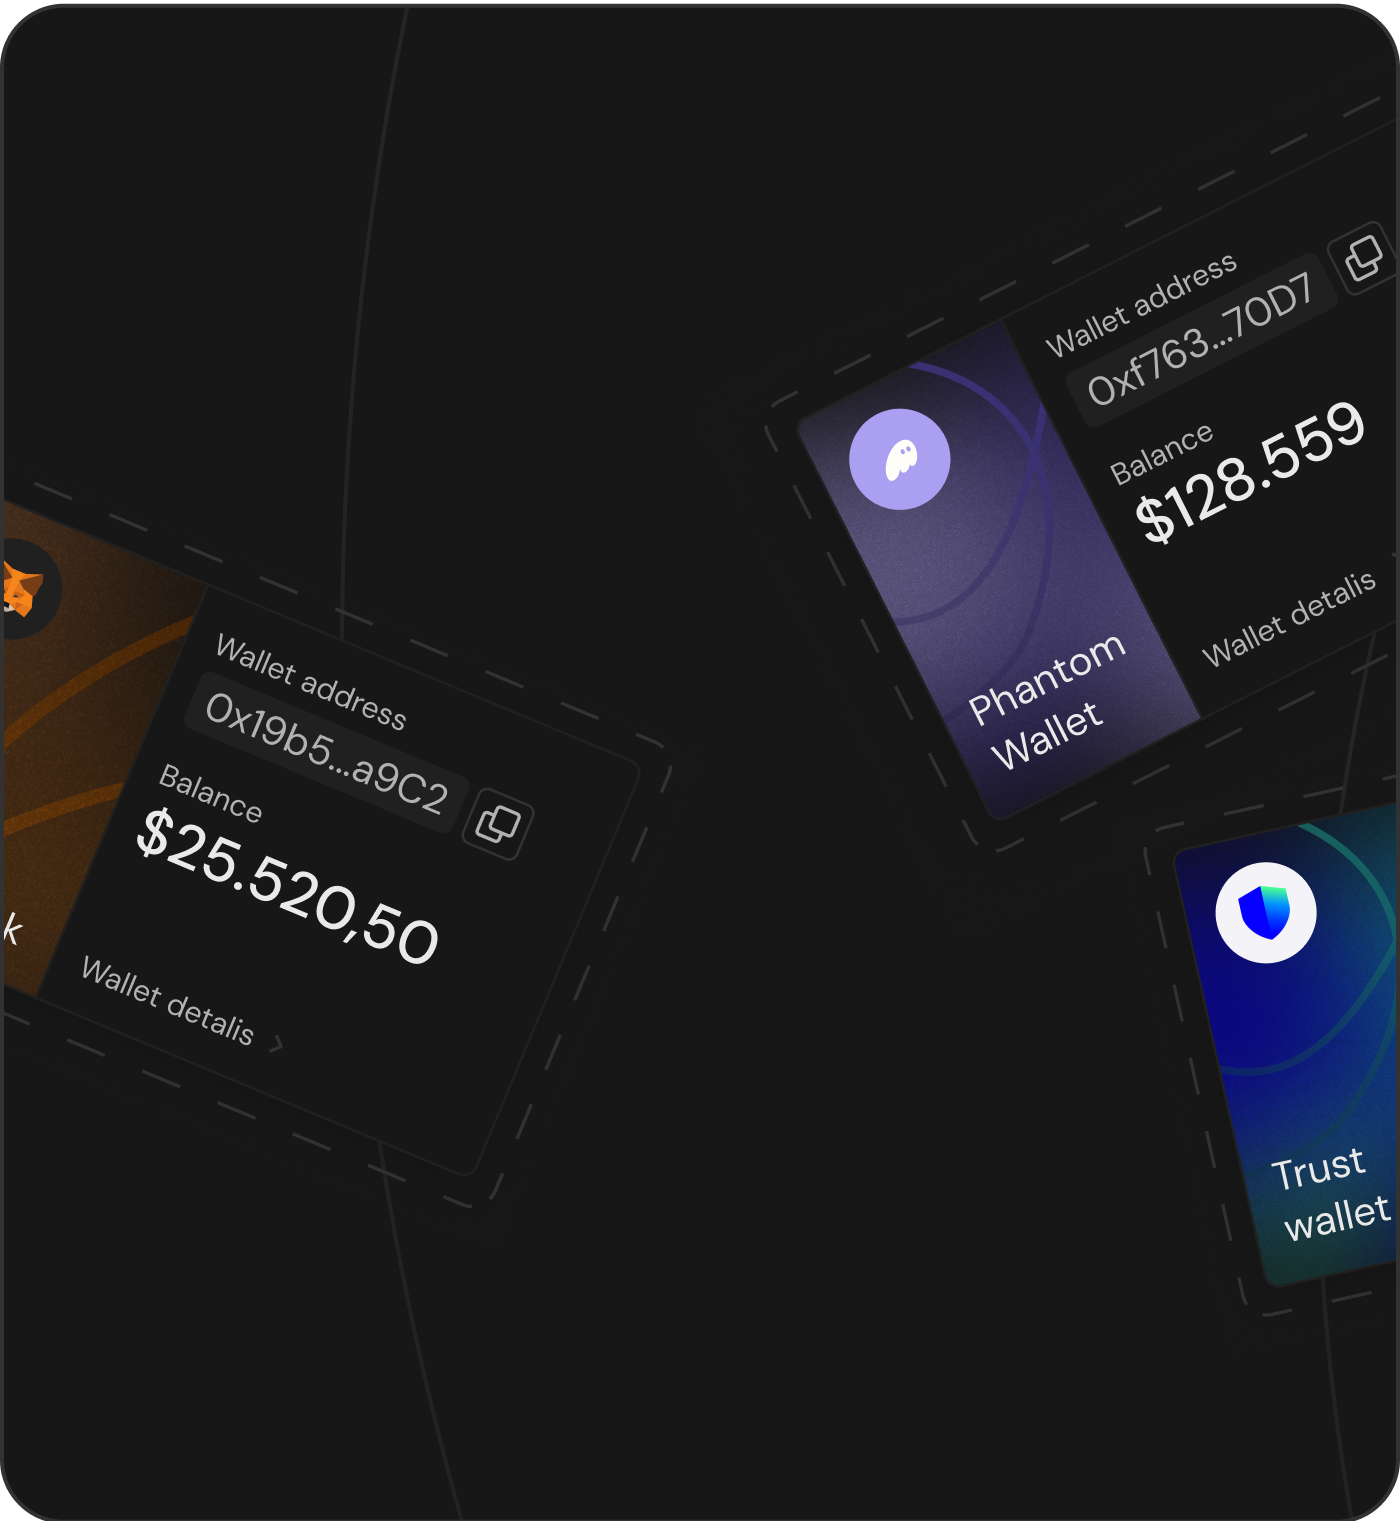 Wallet address
0xf763...70D7
Balance
$128.559
Wallet detalis
Phantom
Wallet
Wallet address
0x19b5...a9C2
Balance
$25.520,50
Wallet detalis
k
Trust
wallet